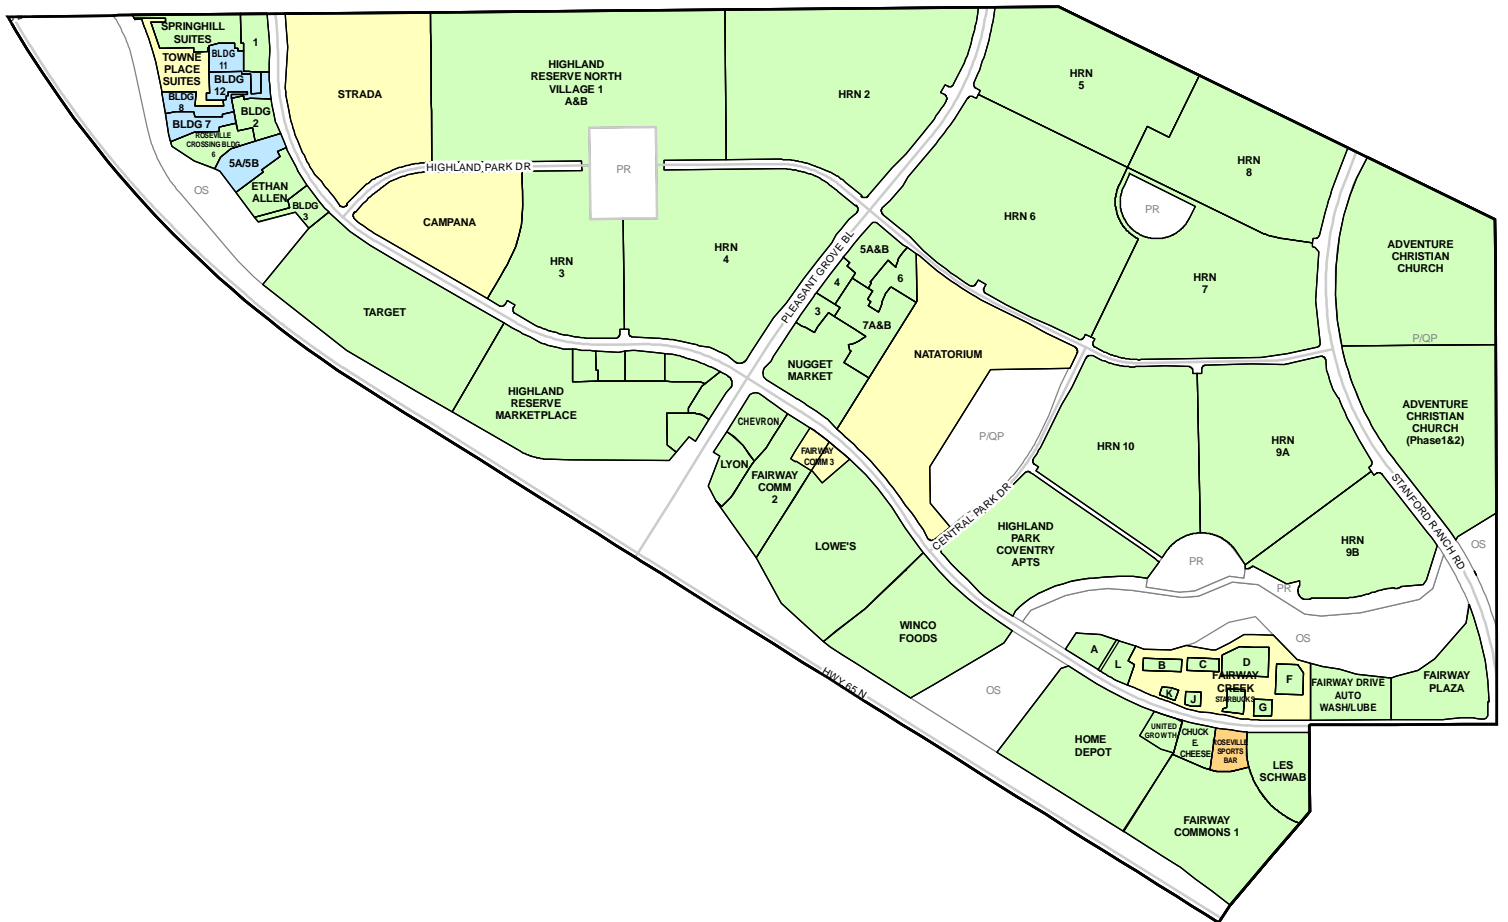 SPRINGHILL
SUITES
1
TOWNE
PLACE
SUITES
BLDG
11
BLDG
12
BLDG
8
BLDG 7
BLDG
2
ROSEVILLE
CROSSING BLDG
6
5A/5B
ETHAN
ALLEN
BLDG
3
OS
STRADA
HIGHLAND
RESERVE NORTH
VILLAGE 1
A&B
HRN 2
HRN
5
HRN
8
HIGHLAND PARK DR
PR
CAMPANA
HRN
3
HRN
4
PLEASANT GROVE BL
5A&B
6
4
3
7A&B
HRN 6
PR
HRN
7
ADVENTURE
CHRISTIAN
CHURCH
P/QP
TARGET
NUGGET
MARKET
NATATORIUM
HIGHLAND
RESERVE
MARKETPLACE
P/QP
HRN 10
HRN
9A
ADVENTURE
CHRISTIAN
CHURCH
(Phase1&2)
CHEVRON
LYON
FAIRWAY
COMM 3
FAIRWAY
COMM
2
CENTRAL PARK DR
STANFORD RANCH RD
HIGHLAND
PARK
COVENTRY
APTS
HRN
9B
OS
LOWE'S
PR
PR
WINCO
FOODS
OS
HWY 65 N
OS
A
L
B
C
D
F
FAIRWAY
CREEK
STARBUCKS
K
J
G
FAIRWAY DRIVE
AUTO
WASH/LUBE
FAIRWAY
PLAZA
HOME
DEPOT
UNITED
GROWTH
CHUCK
E.
CHEESE
ROSEVILLE
SPORTS
BAR
LES
SCHWAB
FAIRWAY
COMMONS 1